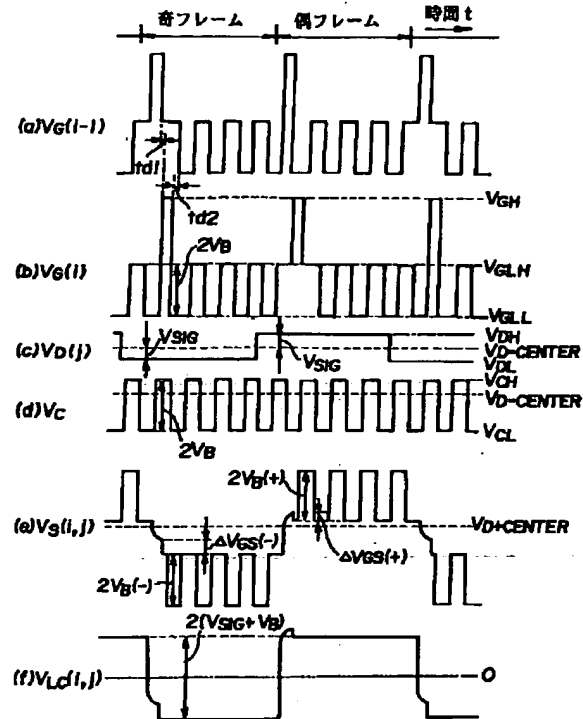 奇フレーム 偶フレーム 時間 t
(a) VG(i-1)
td1
td2
VGH
2VB
(b) VG(i)
VGLH
VGLL
(c) VD(j)
VSIG
VSIG
VDH
VD-CENTER
VDL
VCH
(d) VC
VD-CENTER
2VB
VCL
2VB(+)
(e) VS(i,j)
VD+CENTER
ΔVGS(-)
ΔVGS(+)
2VB(-)
2(VSIG+VB)
(f) VLC(i,j)
0